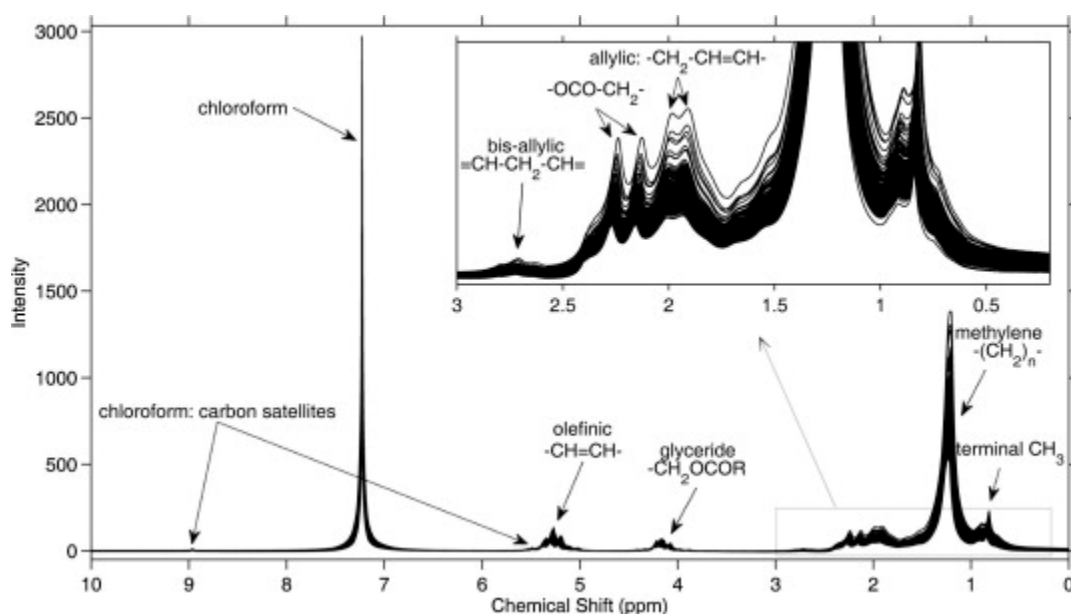 3000
2500
2000
1500
1000
500
0
Intensity
chloroform
allylic: -CH2-CH=CH-
-OCO-CH2-
bis-allylic
=CH-CH2-CH=
3 2.5 2 1.5 1 0.5
methylene
-(CH2)n-
chloroform: carbon satellites
olefinic
-CH=CH-
glyceride
-CH2OCOR
terminal CH3
10 9 8 7 6 5 4 3 2 1 0
Chemical Shift (ppm)